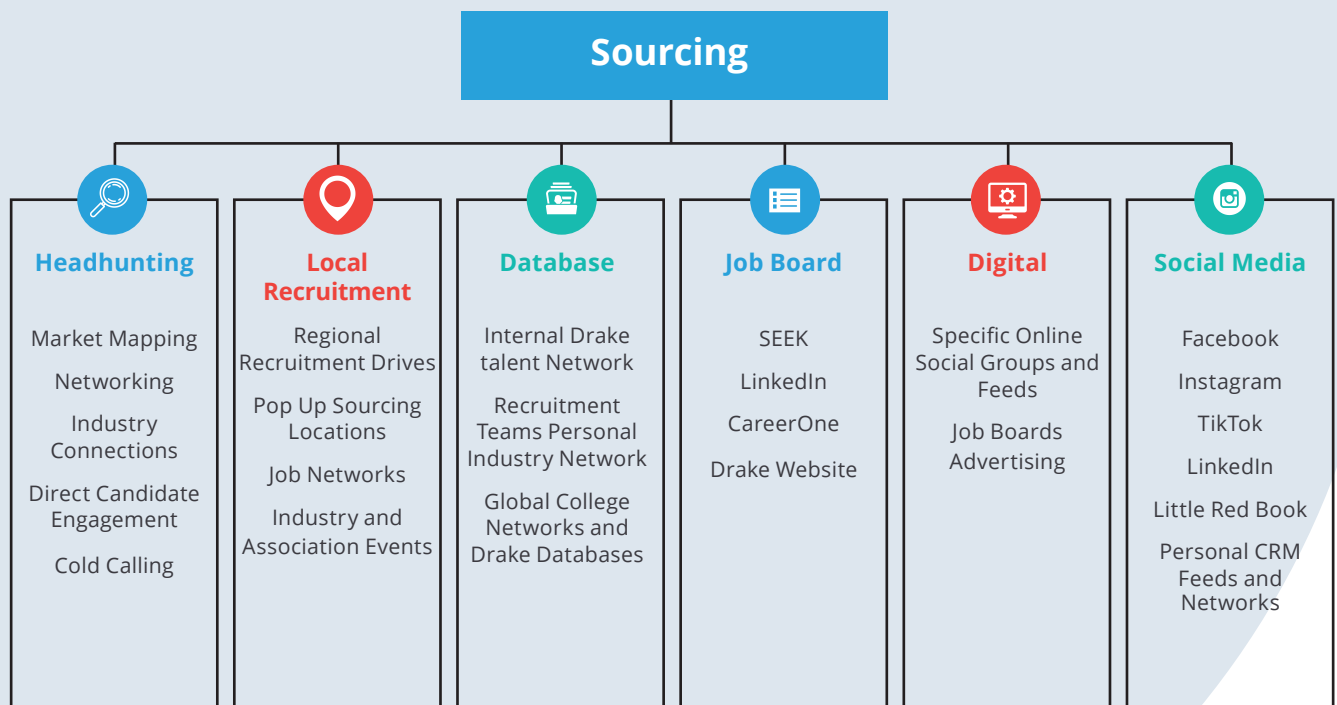 Sourcing
Headhunting
Market Mapping
Networking
Industry
Connections
Direct Candidate
Engagement
Cold Calling
Local
Recruitment
Regional
Recruitment Drives
Pop Up Sourcing
Locations
Job Networks
Industry and
Association Events
Database
Internal Drake
talent Network
Recruitment
Teams Personal
Industry Network
Global College
Networks and
Drake Databases
Job Board
SEEK
LinkedIn
CareerOne
Drake Website
Digital
Specific Online
Social Groups and
Feeds
Job Boards
Advertising
Social Media
Facebook
Instagram
TikTok
LinkedIn
Little Red Book
Personal CRM
Feeds and
Networks